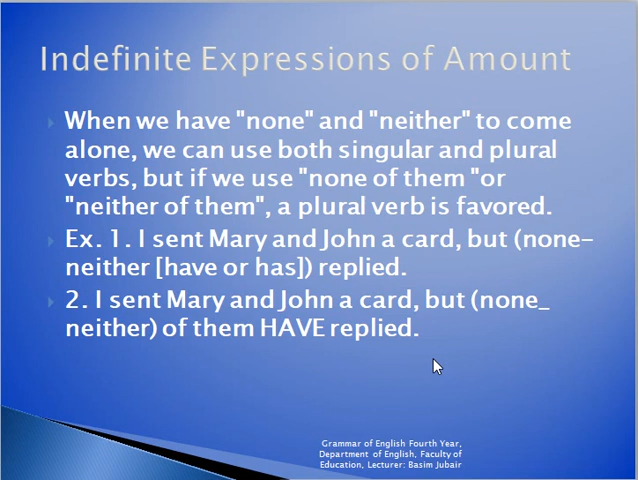 Indefinite Expressions of Amount
When we have "none" and "neither" to come
alone, we can use both singular and plural
verbs, but if we use "none of them "or
"neither of them", a plural verb is favored.
Ex. 1. I sent Mary and John a card, but (none-
neither [have or has]) replied.
2. I sent Mary and John a card, but (none_
neither) of them HAVE replied.
Grammar of English Fourth Year,
Department of English, Faculty of
Education, Lecturer: Basim Jubair